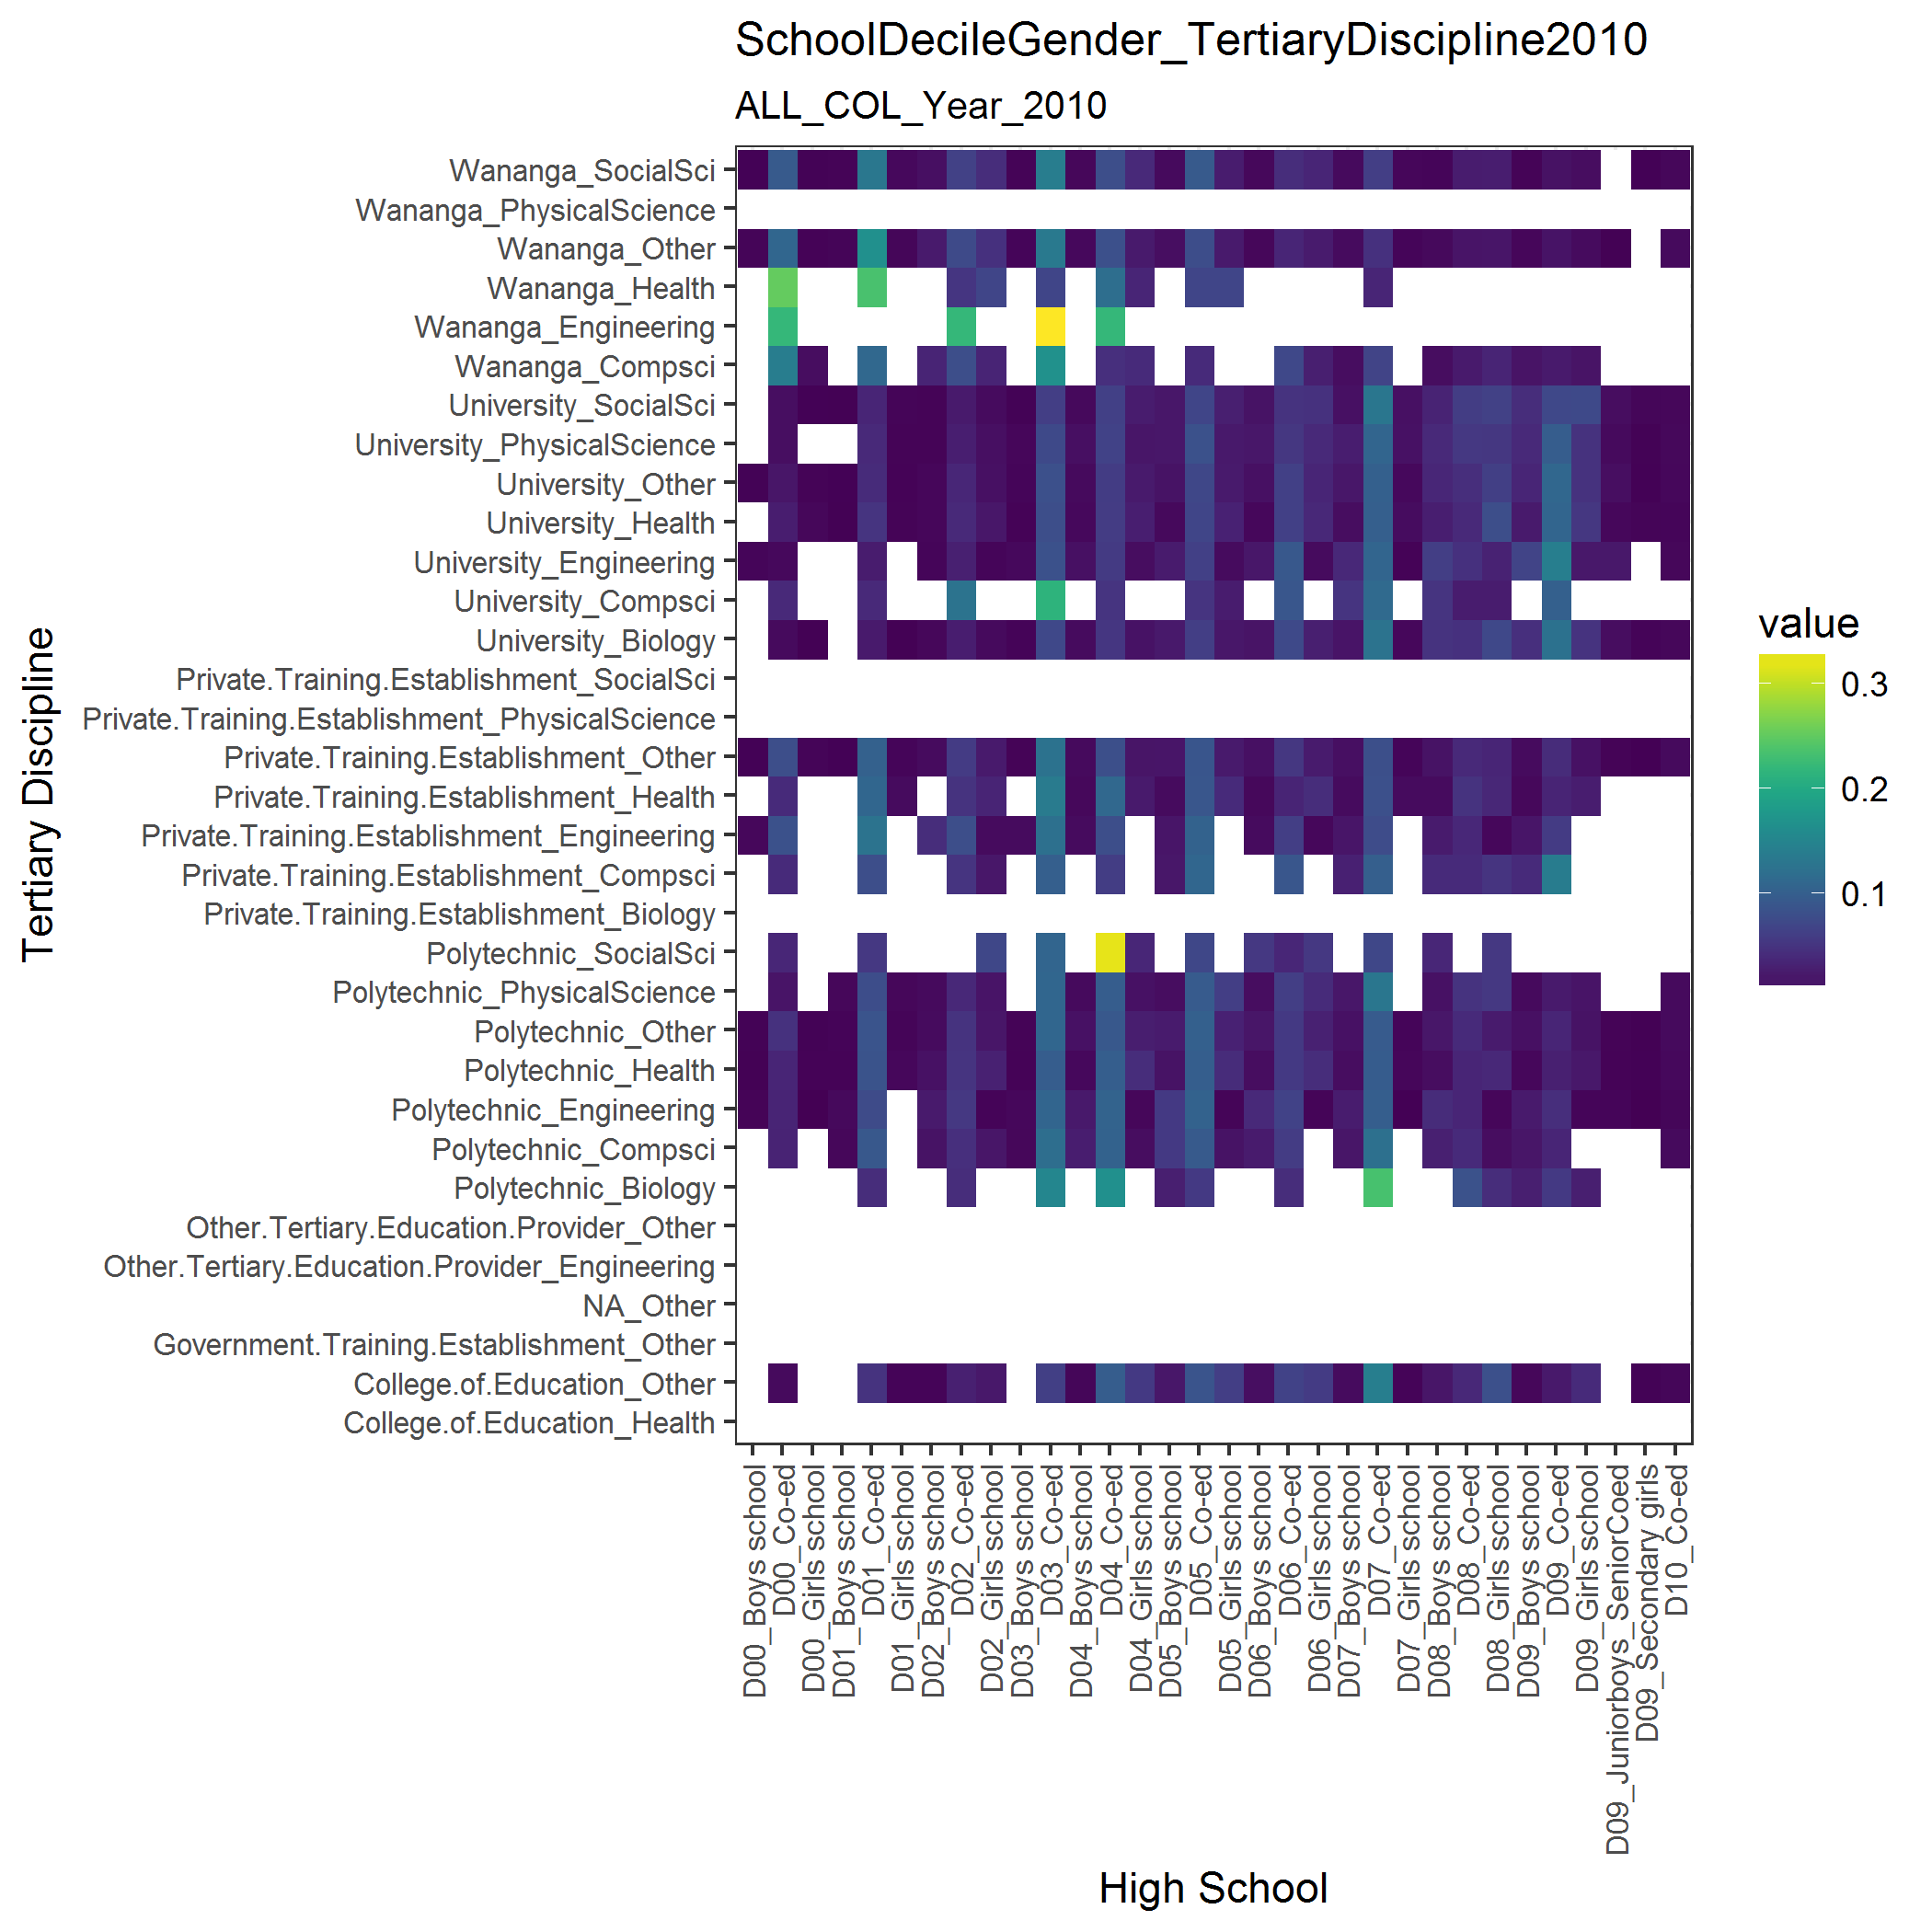 SchoolDecileGender_TertiaryDiscipline2010
ALL_COL_Year_2010
Tertiary Discipline
Wananga_SocialSci
Wananga_PhysicalScience
Wananga_Other
Wananga_Health
Wananga_Engineering
Wananga_Compsci
University_SocialSci
University_PhysicalScience
University_Other
University_Health
University_Engineering
University_Compsci
University_Biology
Private.Training.Establishment_SocialSci
Private.Training.Establishment_PhysicalScience
Private.Training.Establishment_Other
Private.Training.Establishment_Health
Private.Training.Establishment_Engineering
Private.Training.Establishment_Compsci
Private.Training.Establishment_Biology
Polytechnic_SocialSci
Polytechnic_PhysicalScience
Polytechnic_Other
Polytechnic_Health
Polytechnic_Engineering
Polytechnic_Compsci
Polytechnic_Biology
Other.Tertiary.Education.Provider_Other
Other.Tertiary.Education.Provider_Engineering
NA_Other
Government.Training.Establishment_Other
College.of.Education_Other
College.of.Education_Health
D00_Boys school
D00_Co-ed
D00_Girls school
D01_Boys school
D01_Co-ed
D01_Girls school
D02_Boys school
D02_Co-ed
D02_Girls school
D03_Boys school
D03_Co-ed
D04_Boys school
D04_Co-ed
D04_Girls school
D05_Boys school
D05_Co-ed
D05_Girls school
D06_Boys school
D06_Co-ed
D06_Girls school
D07_Boys school
D07_Co-ed
D07_Girls school
D08_Boys school
D08_Co-ed
D08_Girls school
D09_Boys school
D09_Co-ed
D09_Girls school
D09_Juniorboys_SeniorCoed
D09_Secondary girls
D10_Co-ed
High School
value
0.3
0.2
0.1